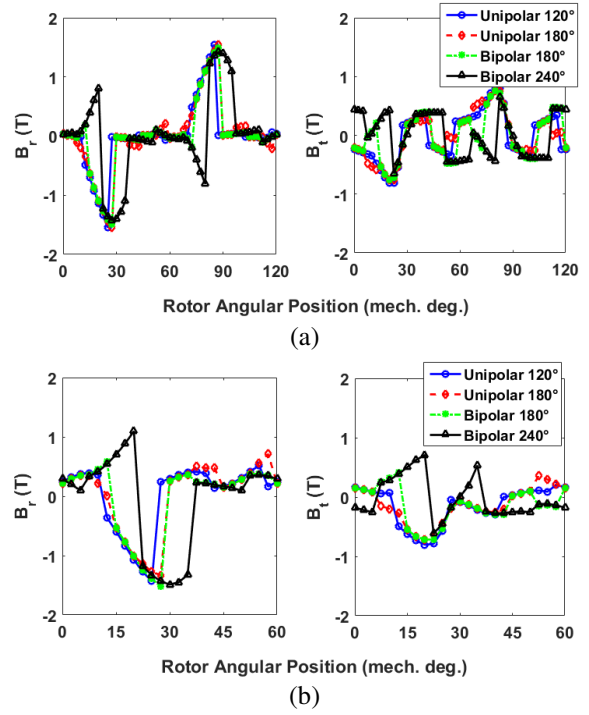 Unipolar 120°
Unipolar 180°
Bipolar 180°
Bipolar 240°
2
1
0
-1
-2
B_r (T)
0 30 60 90 120
2
1
0
-1
-2
B_t (T)
0 30 60 90 120
Rotor Angular Position (mech. deg.)
(a)
Unipolar 120°
Unipolar 180°
Bipolar 180°
Bipolar 240°
2
1
0
-1
-2
B_r (T)
0 15 30 45 60
2
1
0
-1
-2
B_t (T)
0 15 30 45 60
Rotor Angular Position (mech. deg.)
(b)